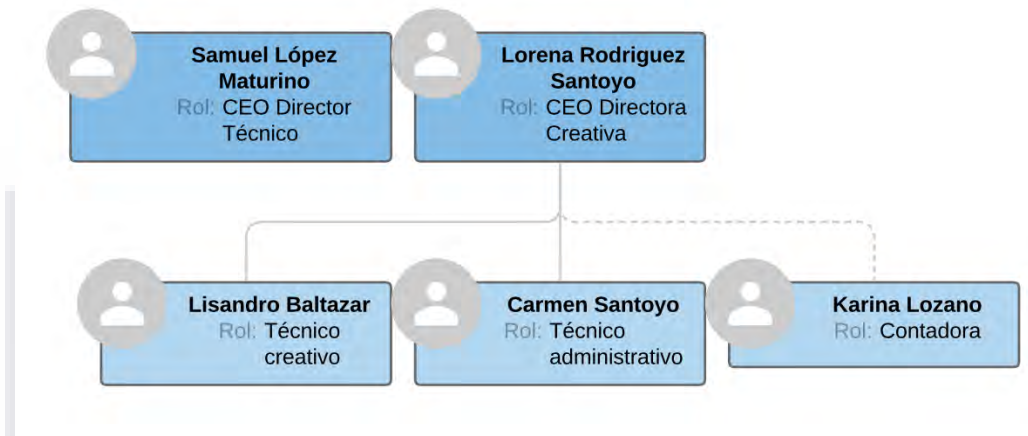 Samuel López
Maturino
Rol: CEO Director
Técnico
Lorena Rodriguez
Santoyo
Rol: CEO Directora
Creativa
Lisandro Baltazar
Rol: Técnico
creativo
Carmen Santoyo
Rol: Técnico
administrativo
Karina Lozano
Rol: Contadora